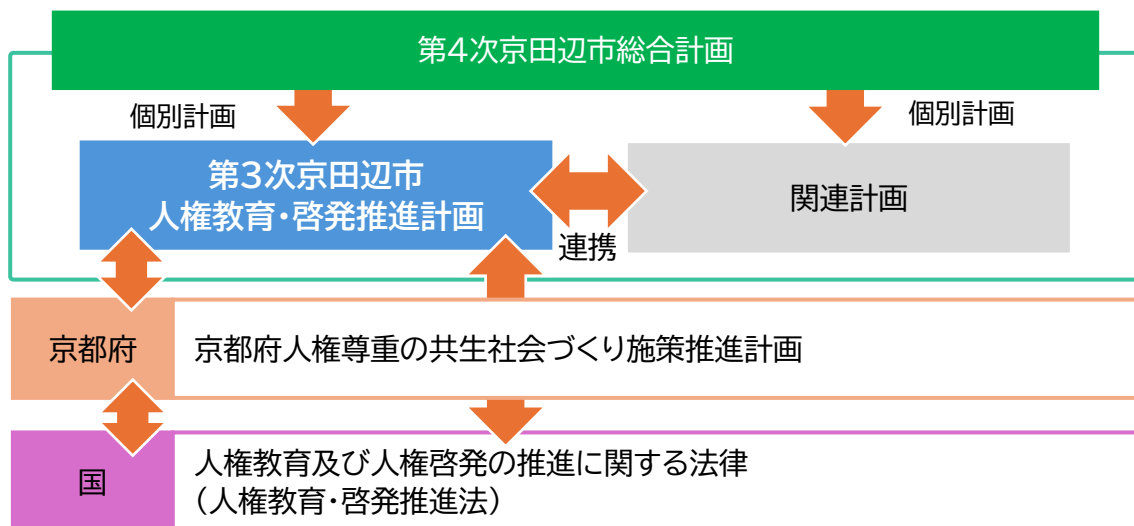 第4次京田辺市総合計画
個別計画
個別計画
第3次京田辺市
人権教育・啓発推進計画
関連計画
連携
京都府
京都府人権尊重の共生社会づくり施策推進計画
国
人権教育及び人権啓発の推進に関する法律
（人権教育・啓発推進法）